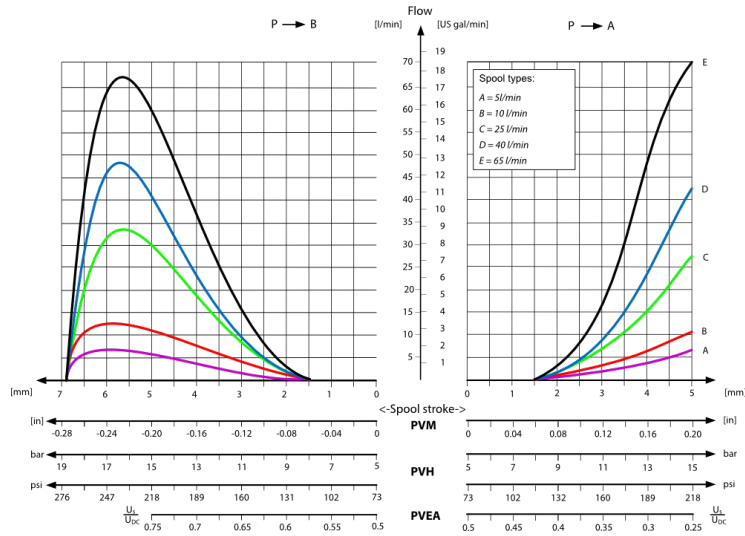 Flow
P → B
[l/min]
[US gal/min]
P → A
19
70
18
65
17
60
16
55
15
14
50
13
45
12
40
11
10
35
9
30
8
25
7
20
6
5
15
4
10
3
2
5
1
Spool types:
A = 5l/min
B = 10 l/min
C = 25 l/min
D = 40 l/min
E = 65 l/min
E
D
C
B
A
[mm] 7 6 5 4 3 2 1 0
0 1 2 3 4 5 [mm]
<-Spool stroke->
[in] -0.28 -0.24 -0.20 -0.16 -0.12 -0.08 -0.04 0
PVM
0 0.04 0.08 0.12 0.16 0.20 [in]
bar 19 17 15 13 11 9 7 5
PVH
5 7 9 11 13 15 bar
psi 276 247 218 189 160 131 102 73
73 102 132 160 189 218 psi
US/UDC 0.75 0.7 0.65 0.6 0.55 0.5
PVEA
0.5 0.45 0.4 0.35 0.3 0.25 US/UDC